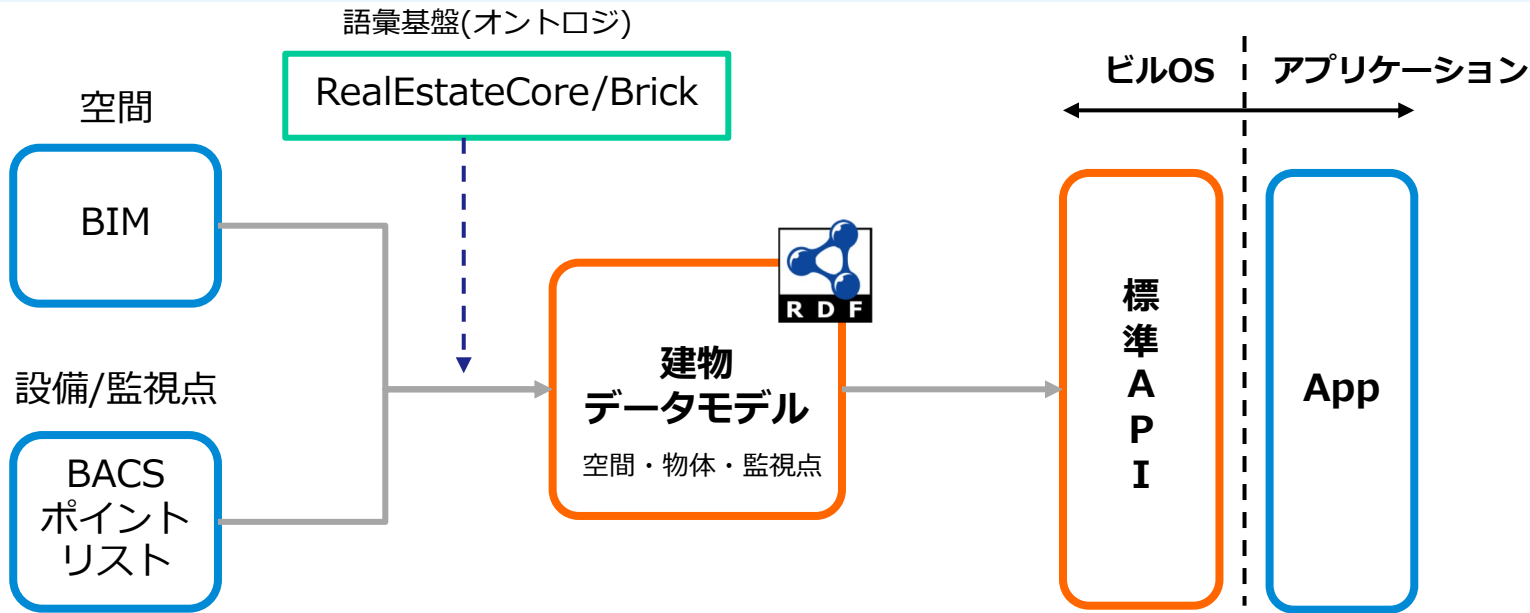 語彙基盤(オントロジ)
RealEstateCore/Brick
空間
BIM
設備/監視点
BACS
ポイント
リスト
RDF
建物
データモデル
空間・物体・監視点
ビルOS
アプリケーション
標
準
A
P
I
App